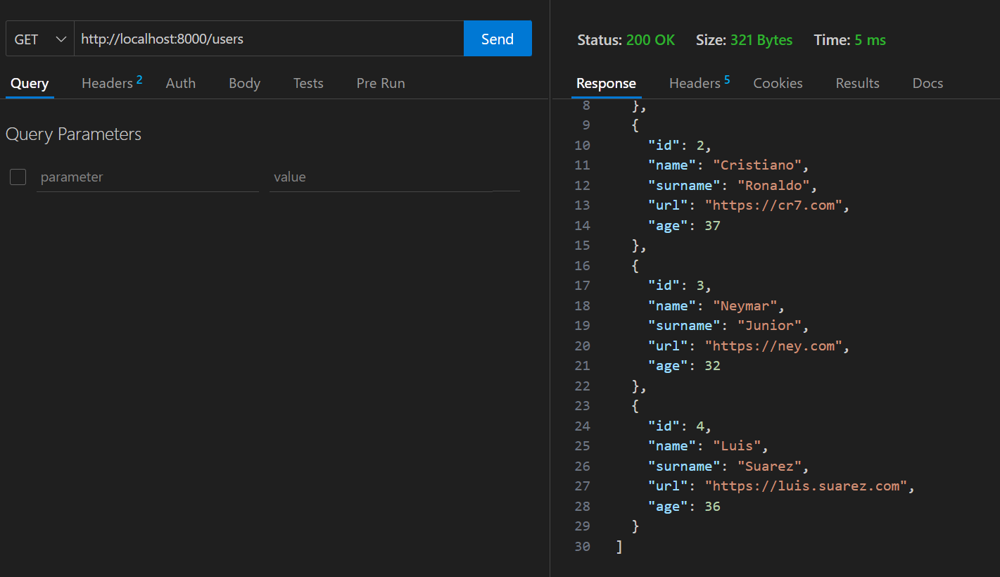 GET http://localhost:8000/users Send
Query Headers 2 Auth Body Tests Pre Run
Query Parameters
parameter value
Status: 200 OK Size: 321 Bytes Time: 5 ms
Response Headers 5 Cookies Results Docs
8 },
9 {
10 "id": 2,
11 "name": "Cristiano",
12 "surname": "Ronaldo",
13 "url": "https://cr7.com",
14 "age": 37
15 },
16 {
17 "id": 3,
18 "name": "Neymar",
19 "surname": "Junior",
20 "url": "https://ney.com",
21 "age": 32
22 },
23 {
24 "id": 4,
25 "name": "Luis",
26 "surname": "Suarez",
27 "url": "https://luis.suarez.com",
28 "age": 36
29 }
30 ]